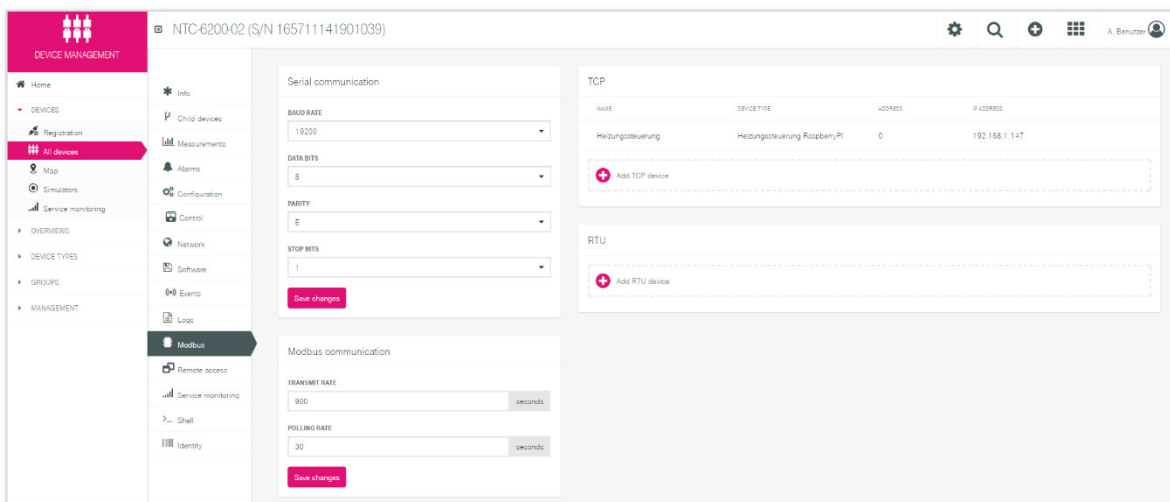 NTC-6200-02 (S/N 165711141901039)
A. Benutzer
DEVICE MANAGEMENT
Home
DEVICES
Registration
All devices
Map
Simulators
Service monitoring
OVERVIEWS
DEVICE TYPES
GROUPS
MANAGEMENT
Info
Child devices
Measurements
Alarms
Configuration
Control
Network
Software
Events
Logs
Modbus
Remote access
Service monitoring
Shell
Identity
Serial communication
BAUD RATE
19200
DATA BITS
8
PARITY
E
STOP BITS
1
Save changes
Modbus communication
TRANSMIT RATE
900 seconds
POLLING RATE
30 seconds
Save changes
TCP
NAME DEVICE TYPE ADDRESS IP ADDRESS
Heizungssteuerung Heizungssteuerung RaspberryPI 0 192.168.1.147
Add TCP device
RTU
Add RTU device